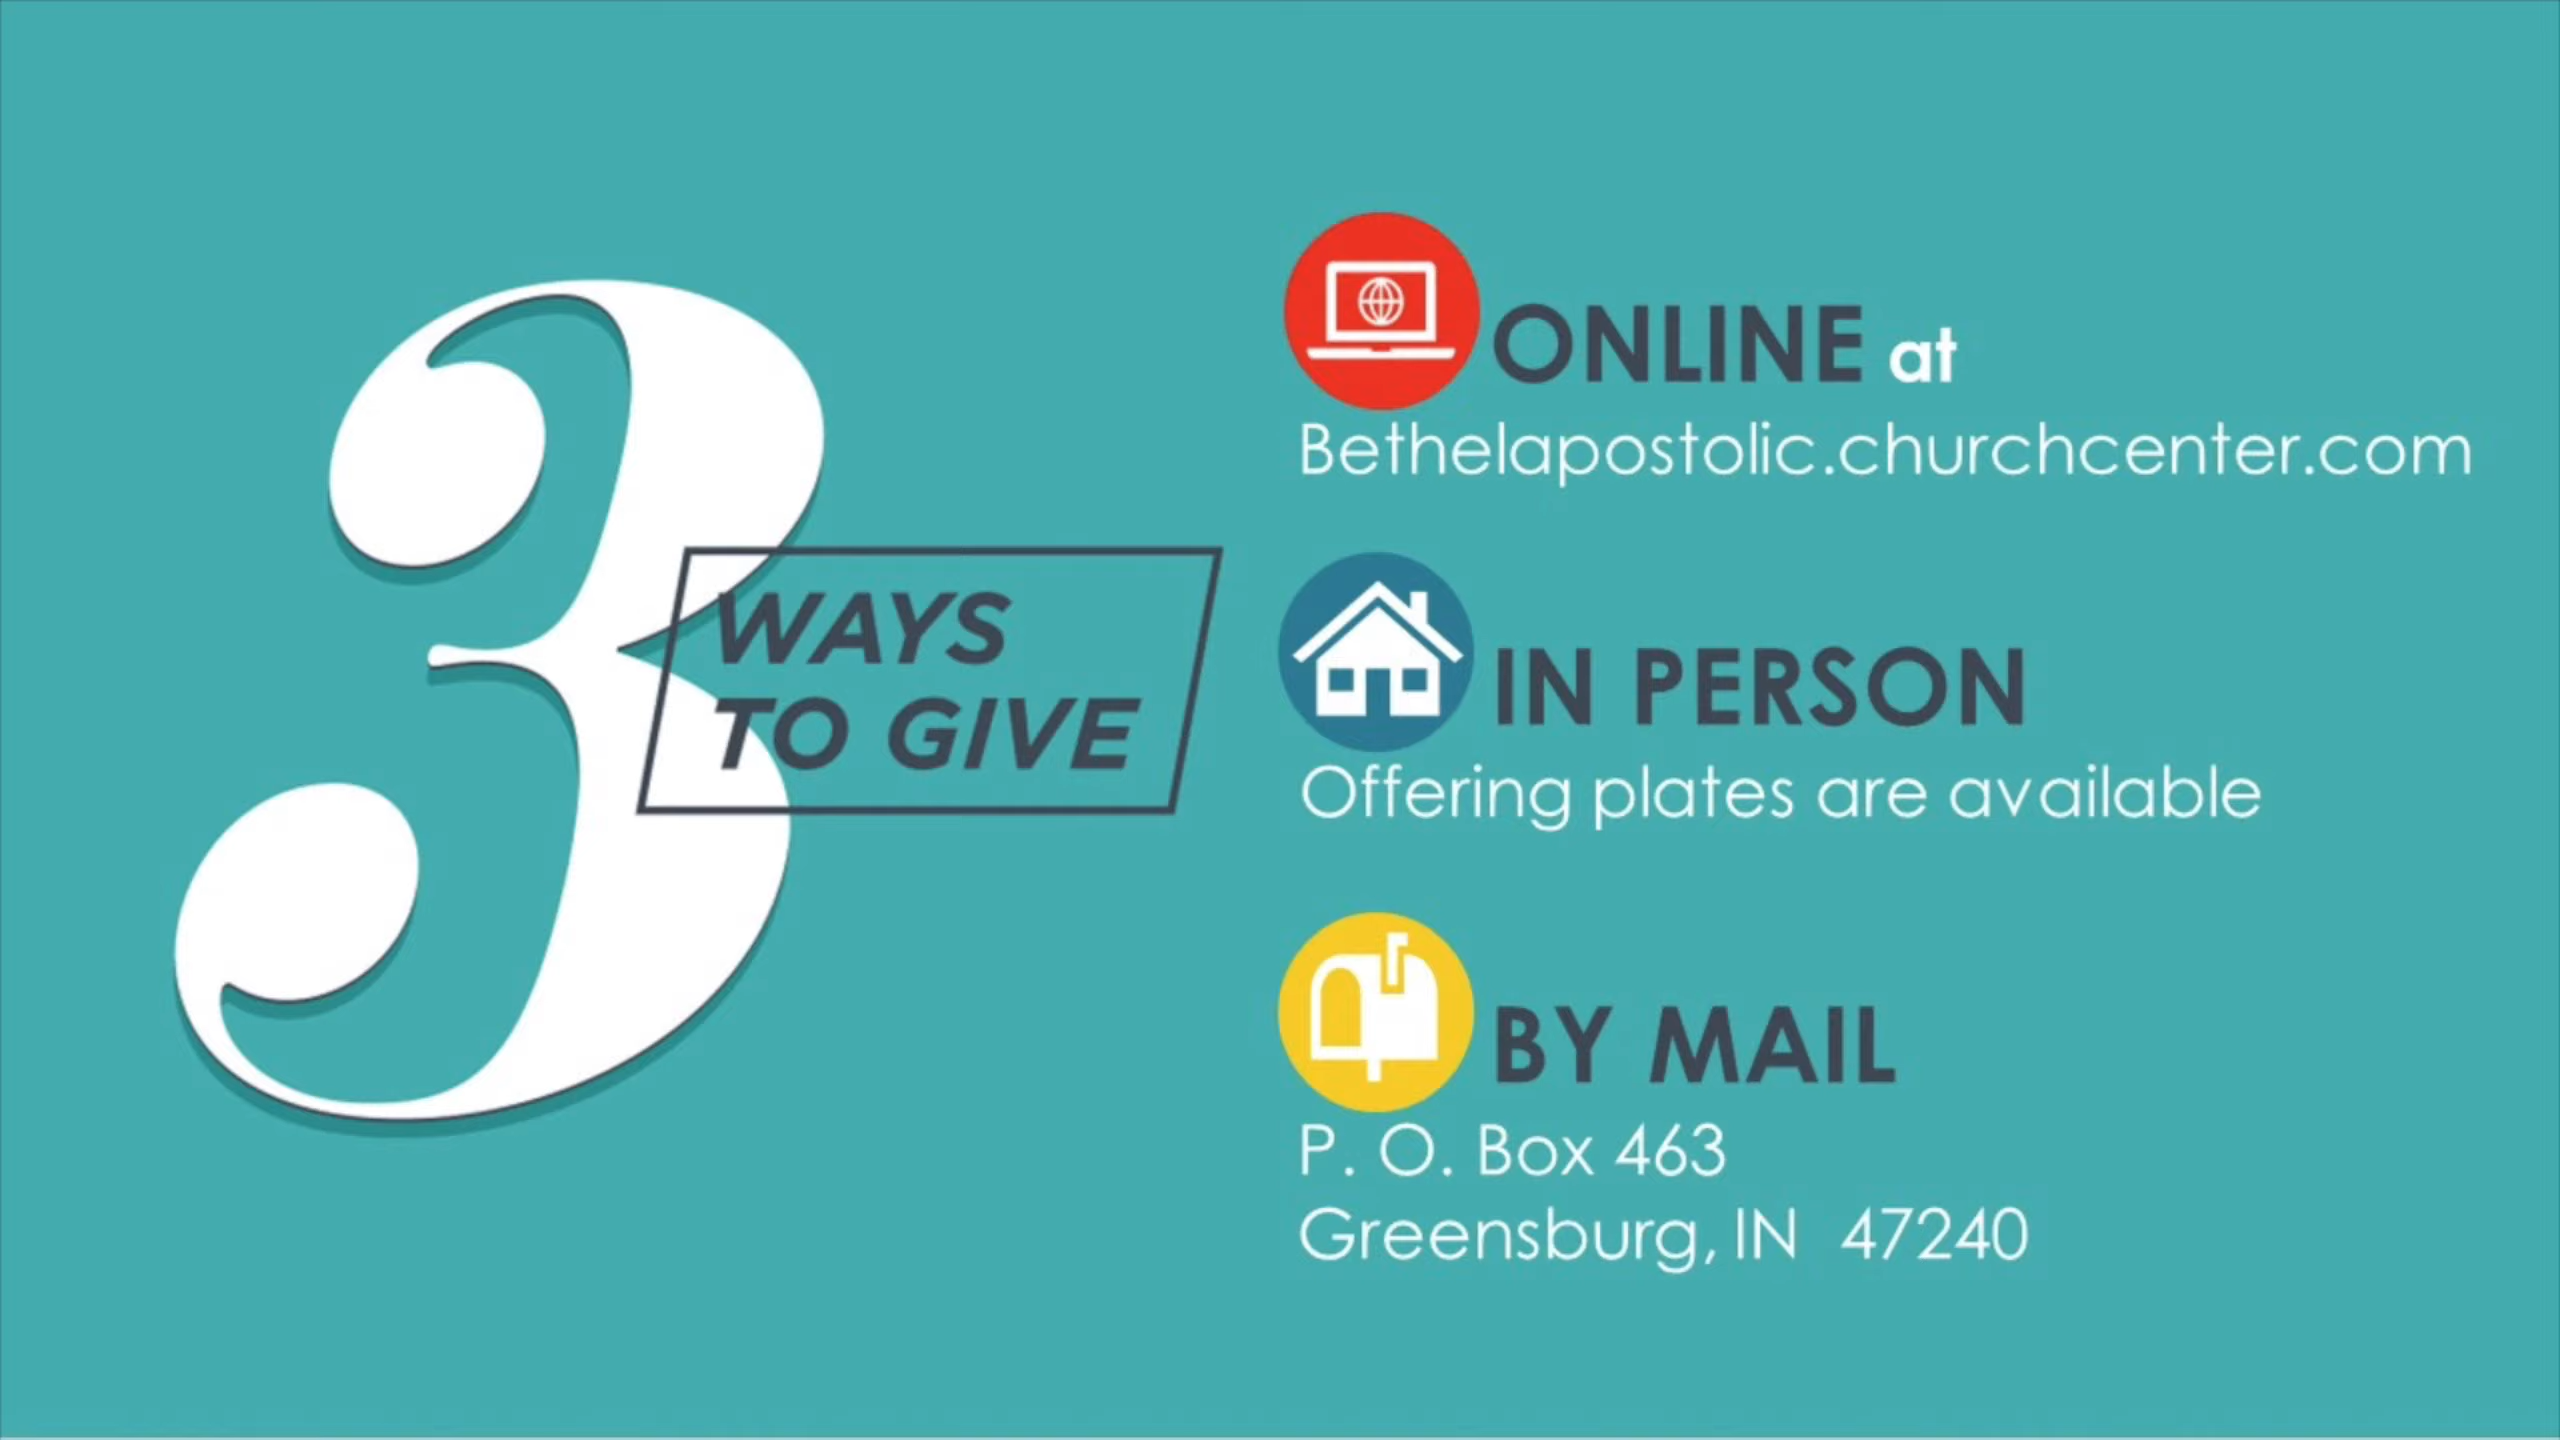 3
WAYS
TO GIVE
ONLINE at
Bethelapostolic.churchcenter.com
IN PERSON
Offering plates are available
BY MAIL
P. O. Box 463
Greensburg, IN  47240